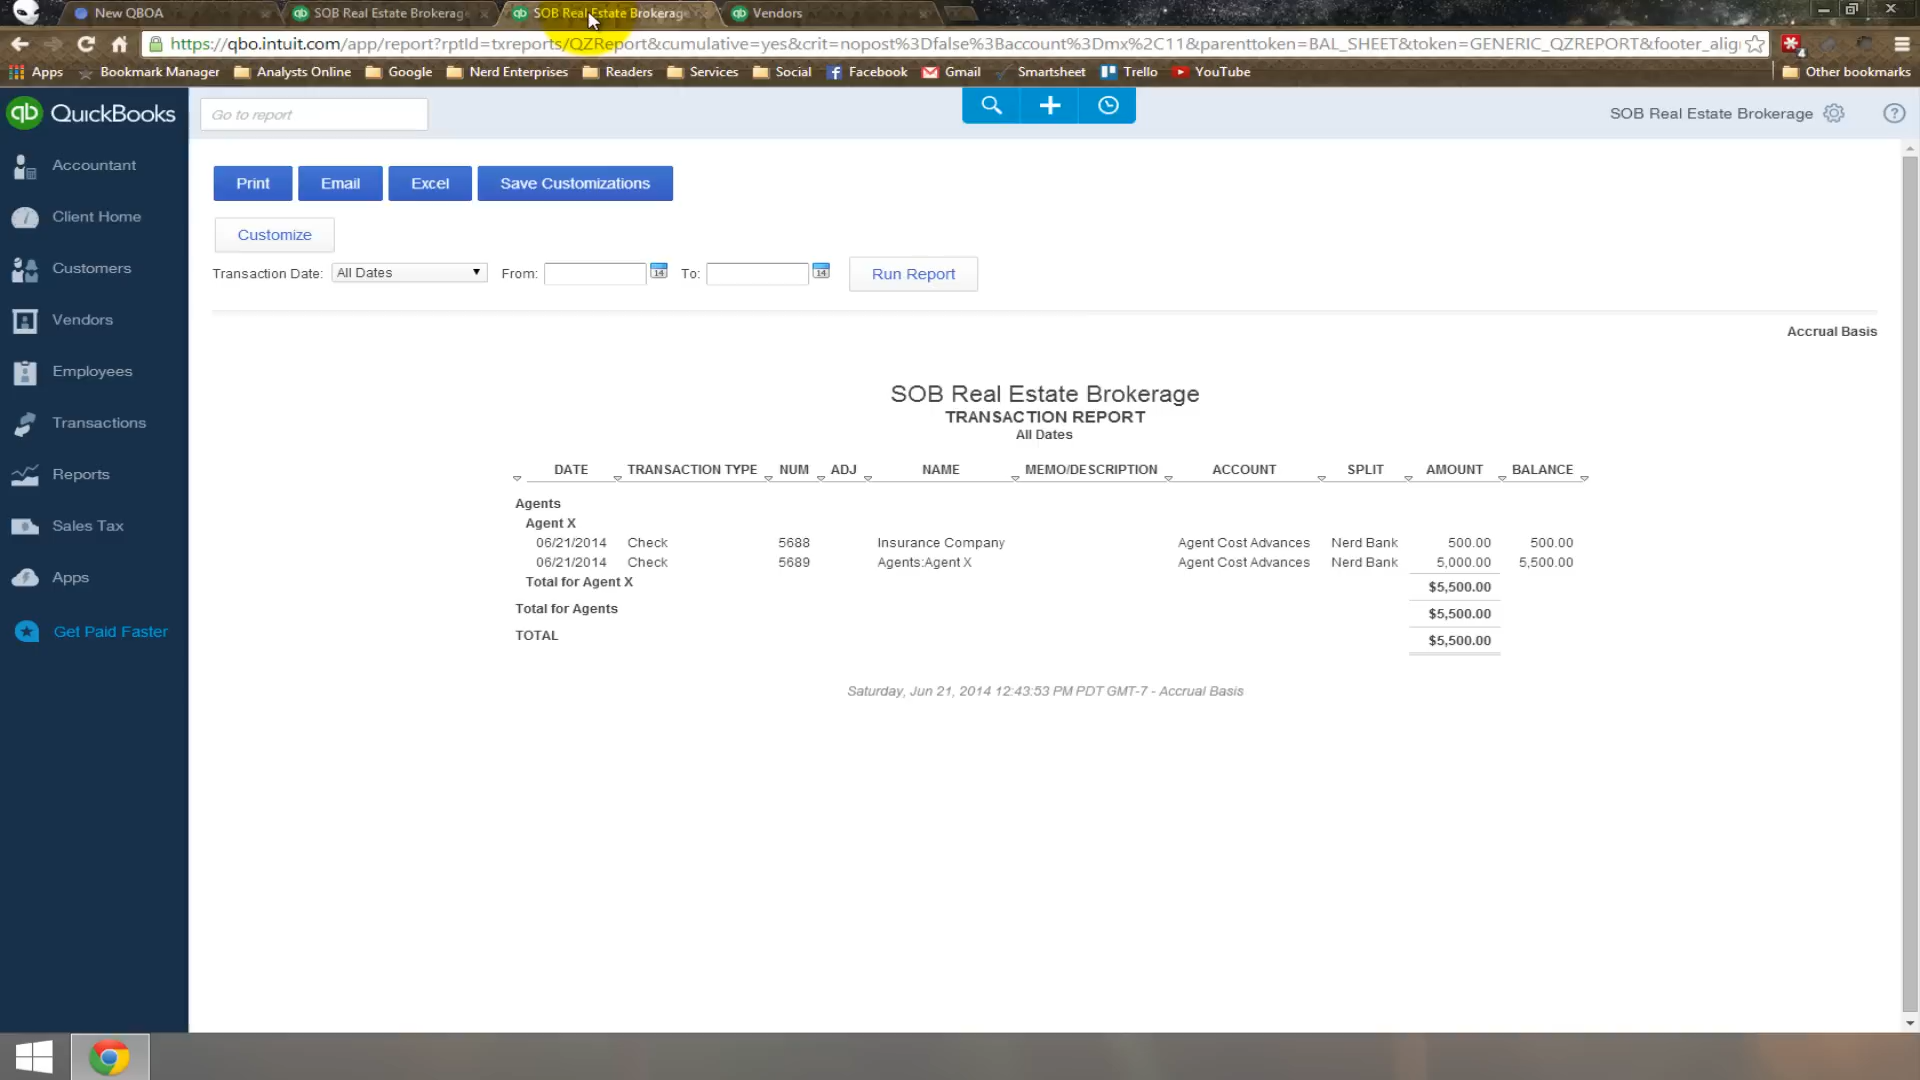 New QBOA
SOB Real Estate Brokerage
SOB Real Estate Brokerage
Vendors
https://qbo.intuit.com/app/report?rptId=txreports/QZReport&cumulative=yes&crit=nopost%3Dfalse%3Baccount%3Dmx%2C11&parenttoken=BAL_SHEET&token=GENERIC_QZREPORT&footer_alig
Apps
Bookmark Manager
Analysts Online
Google
Nerd Enterprises
Readers
Services
Social
Facebook
Gmail
Smartsheet
Trello
YouTube
Other bookmarks
qb QuickBooks
Go to report
SOB Real Estate Brokerage
Accountant
Client Home
Customers
Vendors
Employees
Transactions
Reports
Sales Tax
Apps
Get Paid Faster
Print
Email
Excel
Save Customizations
Customize
Transaction Date: All Dates From: 14 To: 14 Run Report
Accrual Basis
SOB Real Estate Brokerage
TRANSACTION REPORT
All Dates
DATE TRANSACTION TYPE NUM ADJ NAME MEMO/DESCRIPTION ACCOUNT SPLIT AMOUNT BALANCE
Agents
Agent X
06/21/2014 Check 5688 Insurance Company Agent Cost Advances Nerd Bank 500.00 500.00
06/21/2014 Check 5689 Agents:Agent X Agent Cost Advances Nerd Bank 5,000.00 5,500.00
Total for Agent X $5,500.00
Total for Agents $5,500.00
TOTAL $5,500.00
Saturday, Jun 21, 2014 12:43:53 PM PDT GMT-7 - Accrual Basis